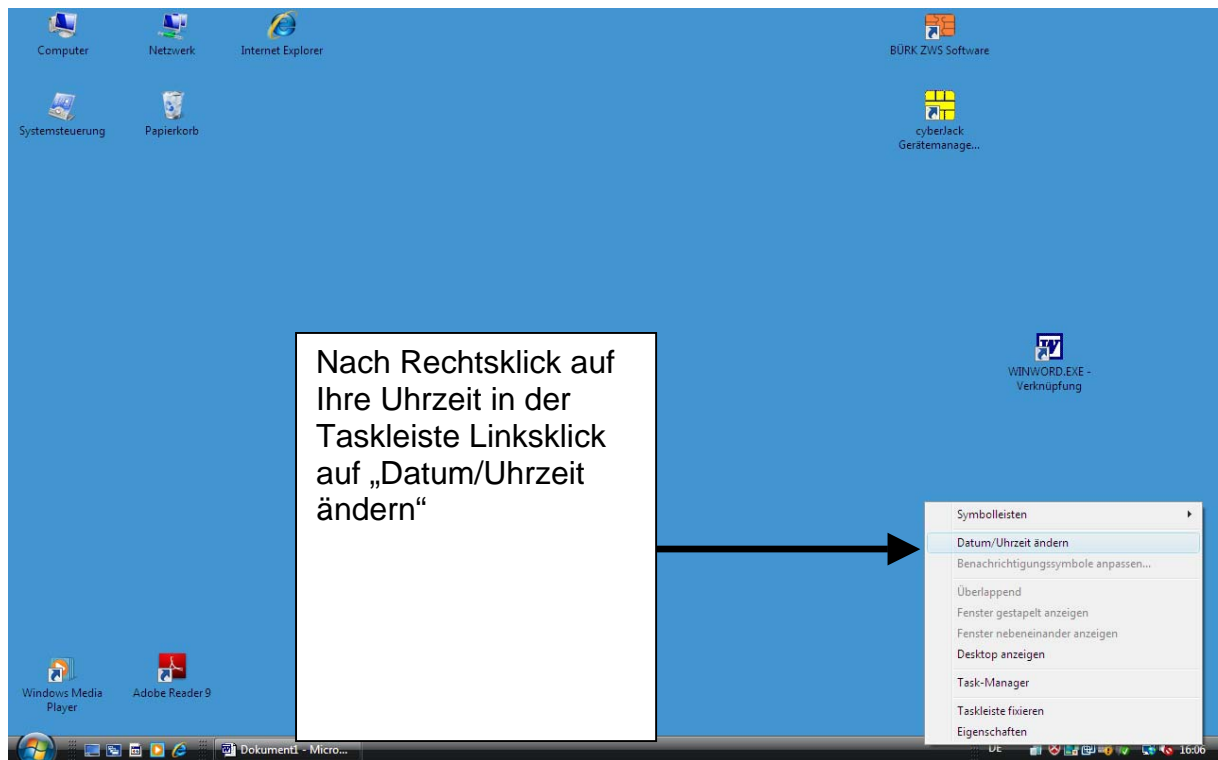 Computer
Netzwerk
Internet Explorer
BÜRK ZWS Software
Systemsteuerung
Papierkorb
cyberJack
Gerätemanage...
WINWORD.EXE -
Verknüpfung
Nach Rechtsklick auf
Ihre Uhrzeit in der
Taskleiste Linksklick
auf „Datum/Uhrzeit
ändern“
Symbolleisten
Datum/Uhrzeit ändern
Benachrichtigungssymbole anpassen...
Überlappend
Fenster gestapelt anzeigen
Fenster nebeneinander anzeigen
Desktop anzeigen
Task-Manager
Taskleiste fixieren
Eigenschaften
Windows Media
Player
Adobe Reader 9
Dokument1 - Micro...
DE
16:06